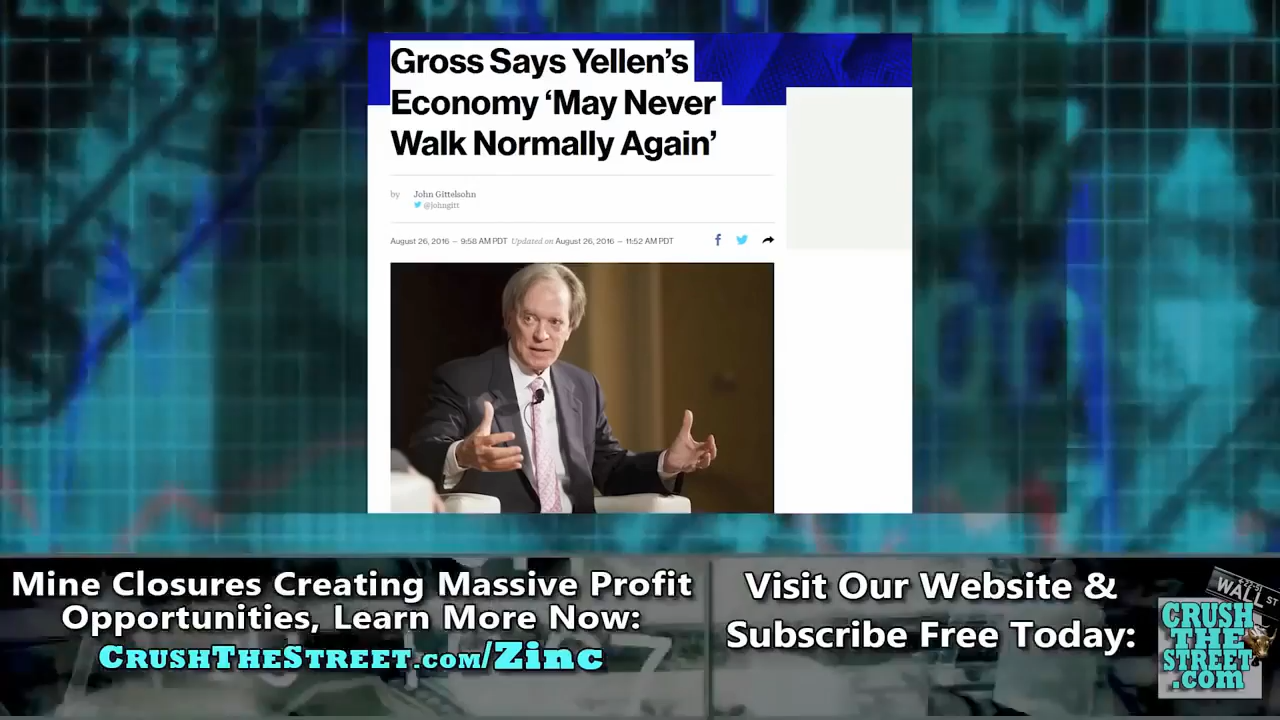 Gross Says Yellen's
Economy 'May Never
Walk Normally Again'
by John Gittelsohn
@johngitt
August 26, 2016 — 9:58 AM PDT Updated on August 26, 2016 — 11:52 AM PDT
Mine Closures Creating Massive Profit
Opportunities, Learn More Now:
CrushTheStreet.com/Zinc
Visit Our Website &
Subscribe Free Today:
WALL ST
CRUSH
THE
STREET
.com